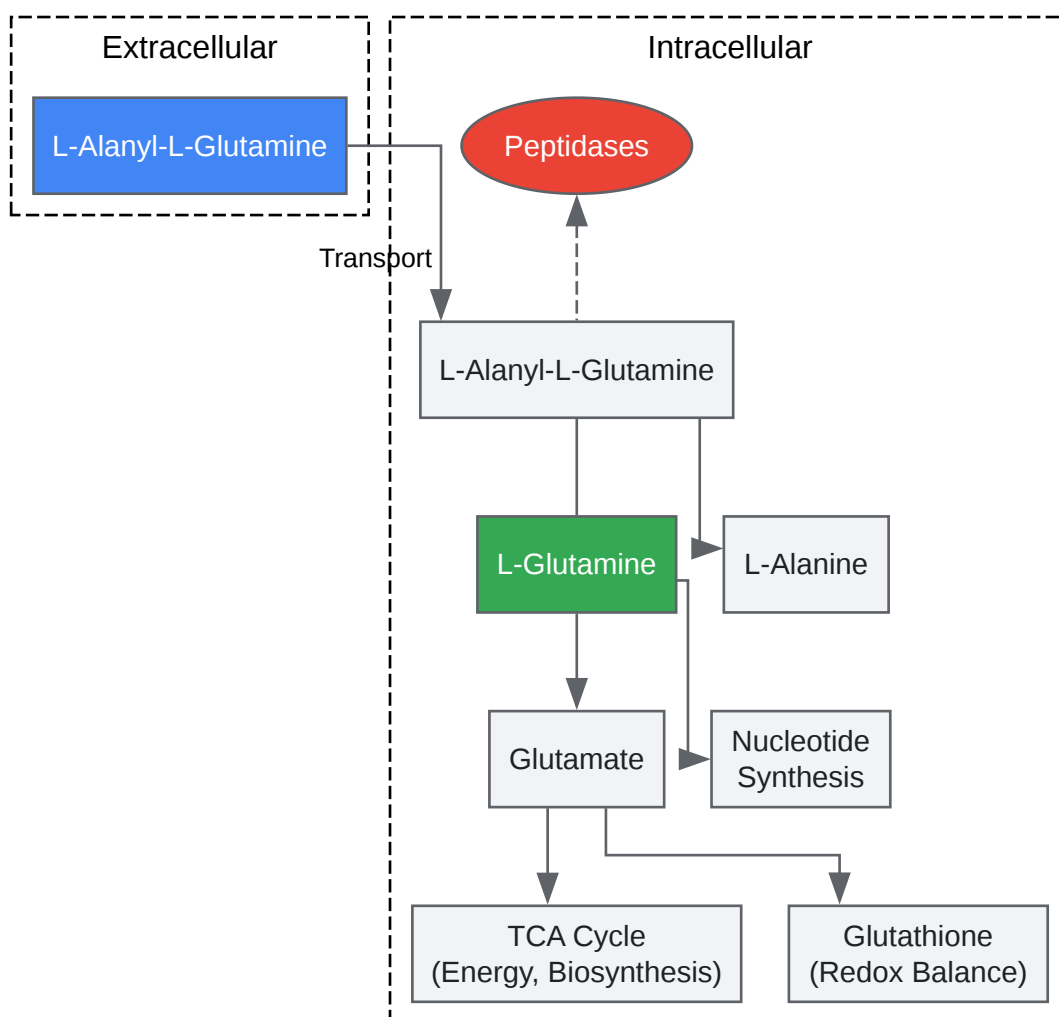 Extracellular
Intracellular
L-Alanyl-L-Glutamine
Peptidases
Transport
L-Alanyl-L-Glutamine
L-Glutamine
L-Alanine
Glutamate
Nucleotide
Synthesis
TCA Cycle
(Energy, Biosynthesis)
Glutathione
(Redox Balance)